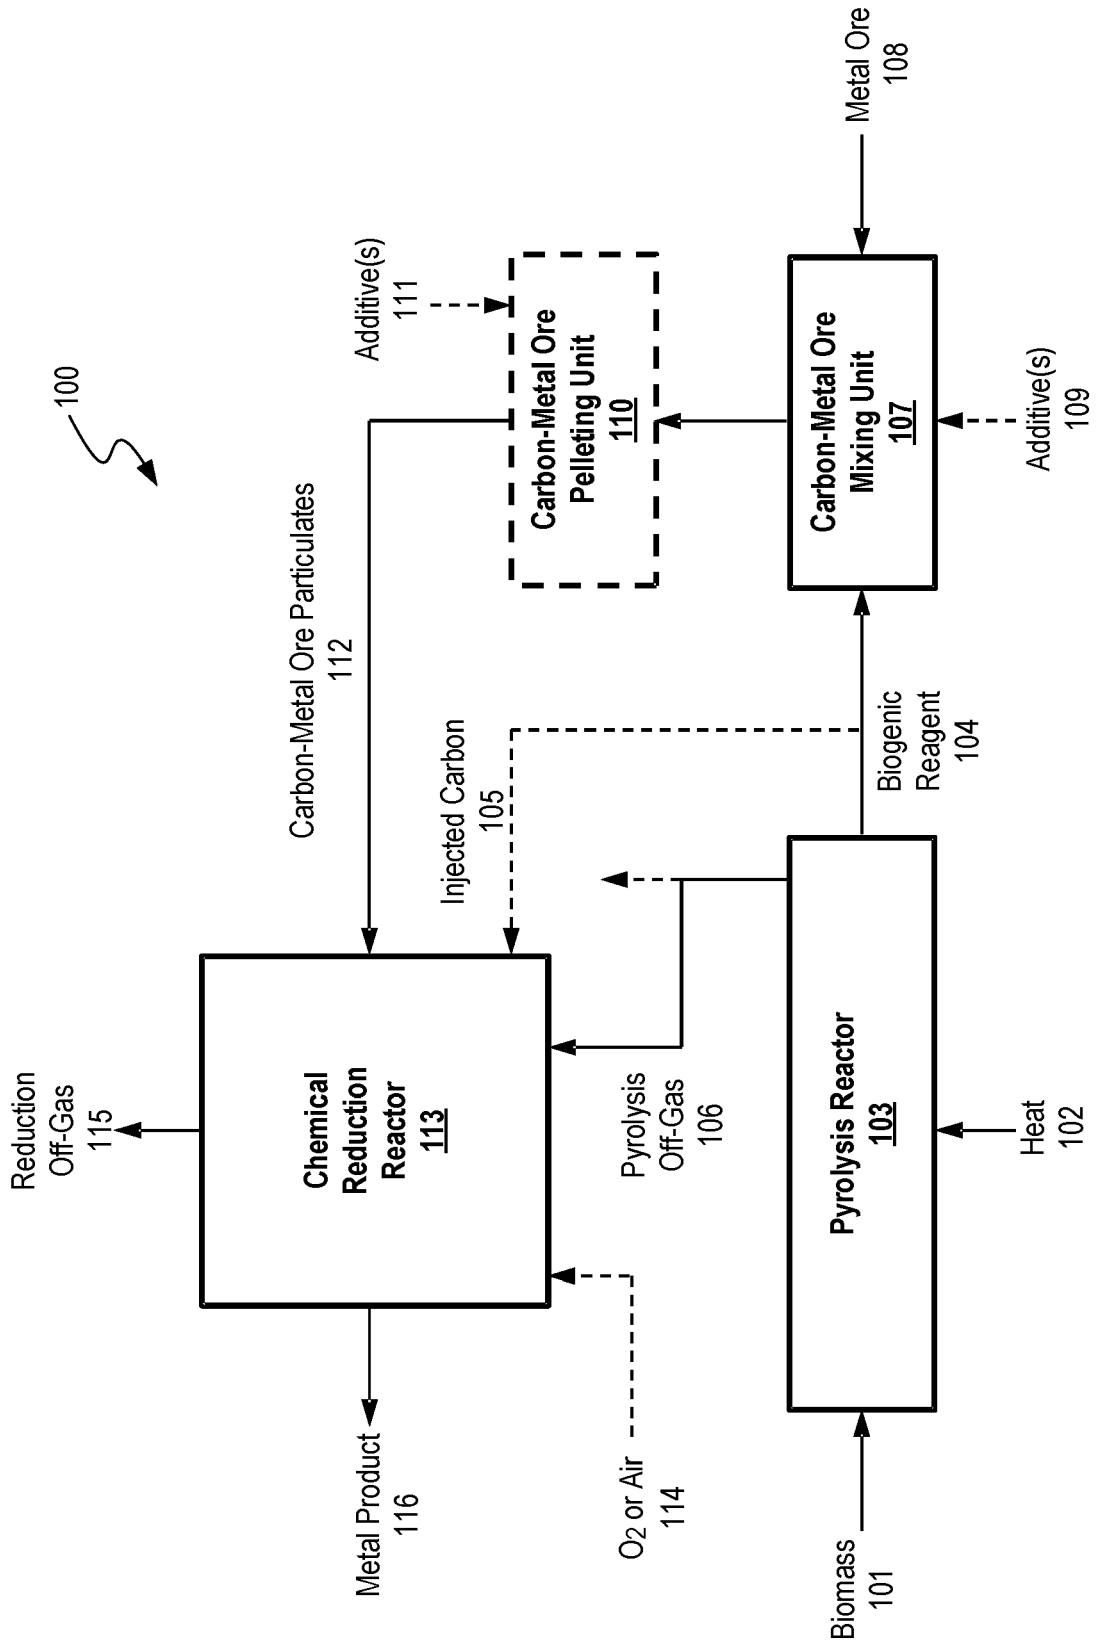 100
Reduction
Off-Gas
115
Metal Product
116
Chemical
Reduction
Reactor
113
Carbon-Metal Ore Particulates
112
Additive(s)
111
Injected Carbon
105
Carbon-Metal Ore
Pelleting Unit
110
O2 or Air
114
Pyrolysis
Off-Gas
106
Biomass
101
Pyrolysis Reactor
103
Biogenic
Reagent
104
Carbon-Metal Ore
Mixing Unit
107
Metal Ore
108
Heat
102
Additive(s)
109